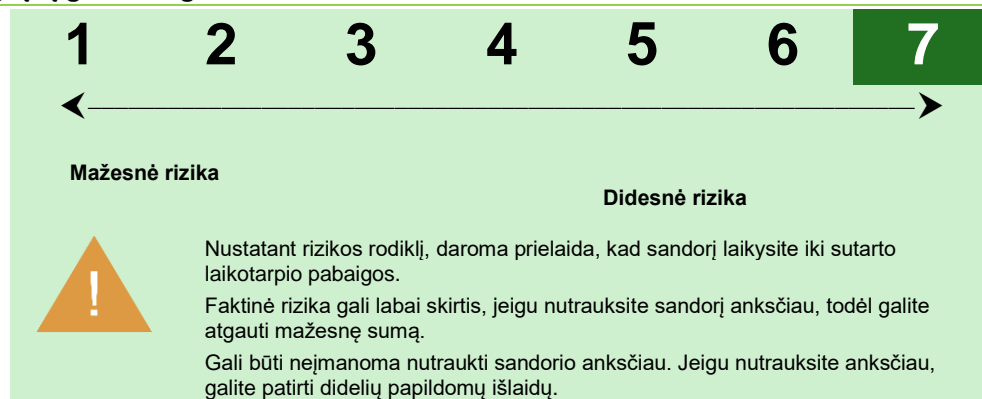 1 2 3 4 5 6 7
Mažesnė rizika
Didesnė rizika
!
Nustatant rizikos rodiklį, daroma prielaida, kad sandorį laikysite iki sutarto
laikotarpio pabaigos.
Faktinė rizika gali labai skirtis, jeigu nutrauksite sandorį anksčiau, todėl galite
atgauti mažesnę sumą.
Gali būti neįmanoma nutraukti sandorio anksčiau. Jeigu nutrauksite anksčiau,
galite patirti didelių papildomų išlaidų.